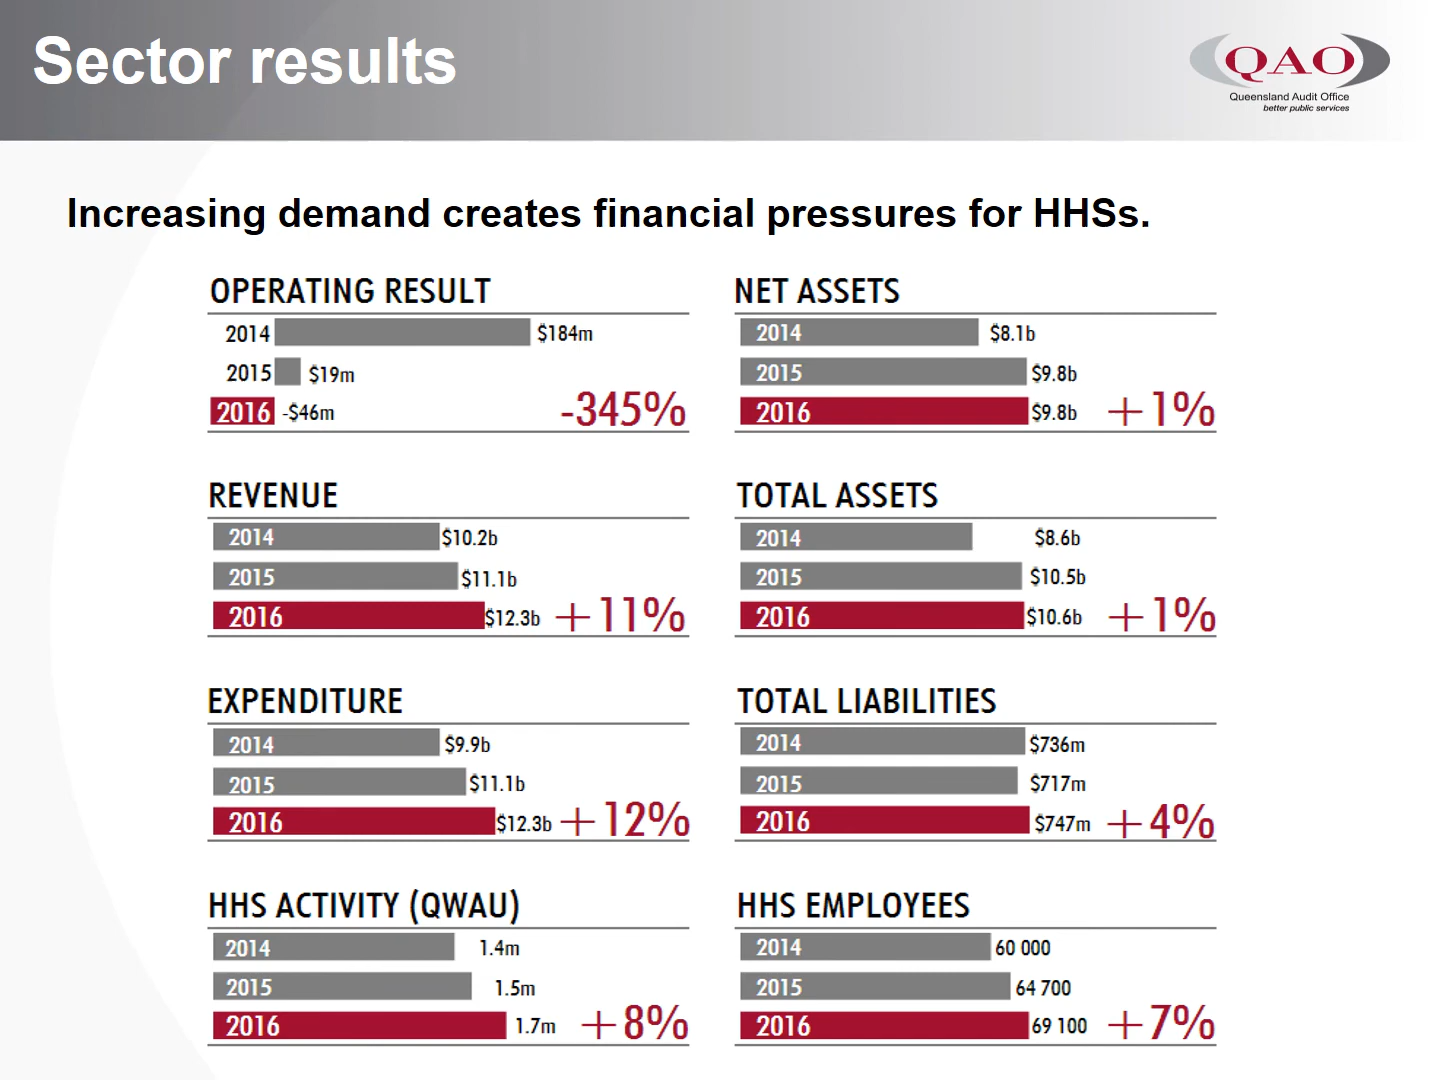 Sector results
QAO
Queensland Audit Office
better public services
Increasing demand creates financial pressures for HHSs.
OPERATING RESULT
2014 $184m
2015 $19m
2016 -$46m -345%
NET ASSETS
2014 $8.1b
2015 $9.8b
2016 $9.8b +1%
REVENUE
2014 $10.2b
2015 $11.1b
2016 $12.3b +11%
TOTAL ASSETS
2014 $8.6b
2015 $10.5b
2016 $10.6b +1%
EXPENDITURE
2014 $9.9b
2015 $11.1b
2016 $12.3b +12%
TOTAL LIABILITIES
2014 $736m
2015 $717m
2016 $747m +4%
HHS ACTIVITY (QWAU)
2014 1.4m
2015 1.5m
2016 1.7m +8%
HHS EMPLOYEES
2014 60 000
2015 64 700
2016 69 100 +7%